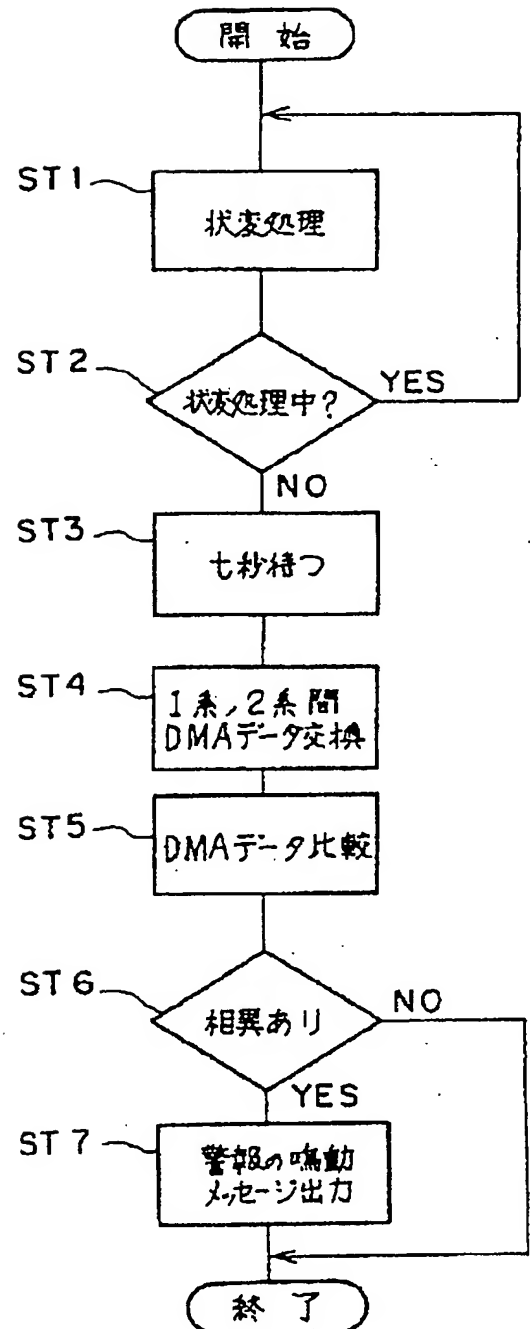 開始
ST1
状変処理
ST2
状変処理中?
YES
NO
ST3
七秒待つ
ST4
1系,2系間
DMAデータ交換
ST5
DMAデータ比較
ST6
相異あり
NO
YES
ST7
警報の鳴動
メッセージ出力
終了